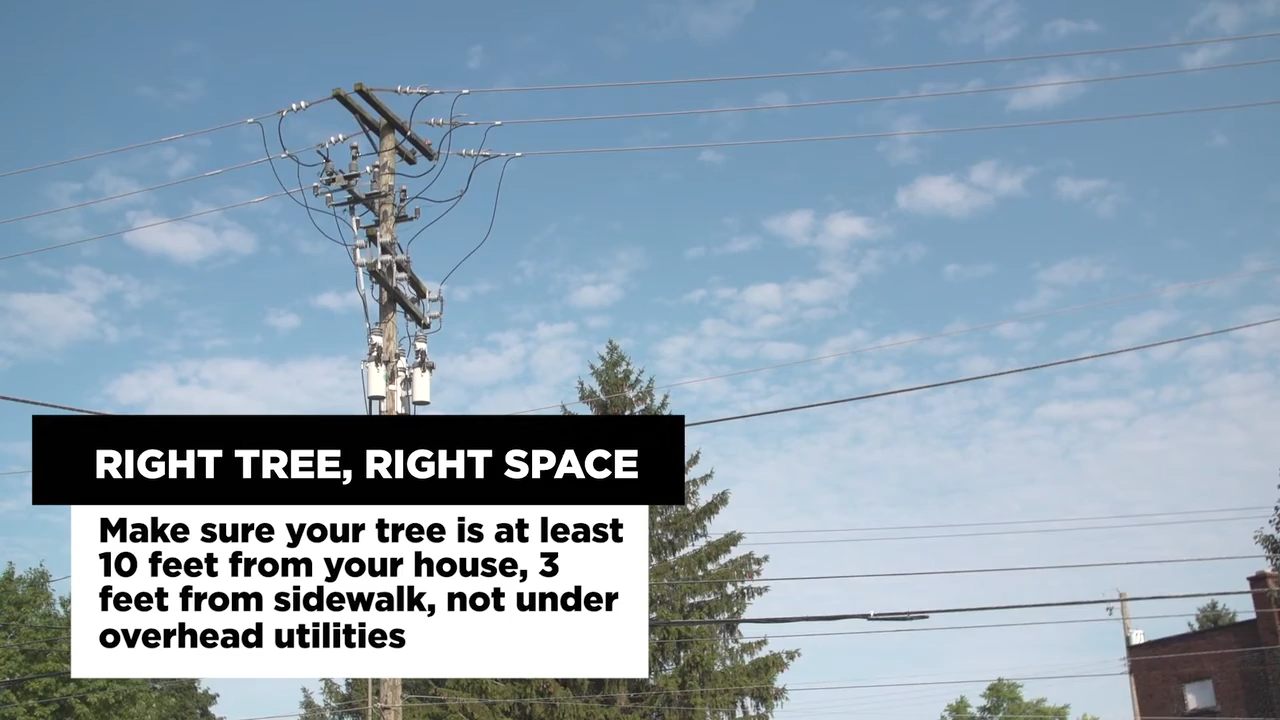 RIGHT TREE, RIGHT SPACE
Make sure your tree is at least
10 feet from your house, 3
feet from sidewalk, not under
overhead utilities